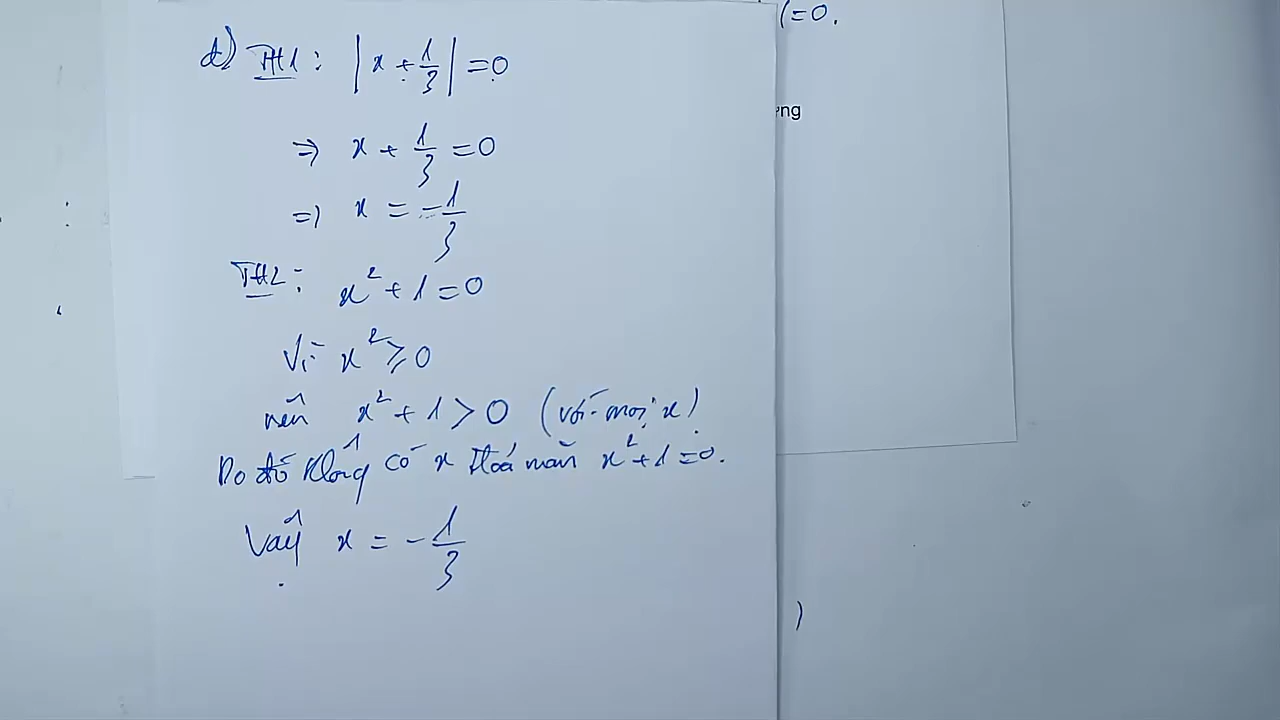 d) TH1: |x + 1/3| = 0
=> x + 1/3 = 0
=> x = -1/3
TH2: x² + 1 = 0
Vì x² ⩾ 0
nên x² + 1 > 0 (với mọi x)
Do đó không có x thoả mãn x² + 1 = 0.
Vậy x = -1/3
(=0.
ơng
)